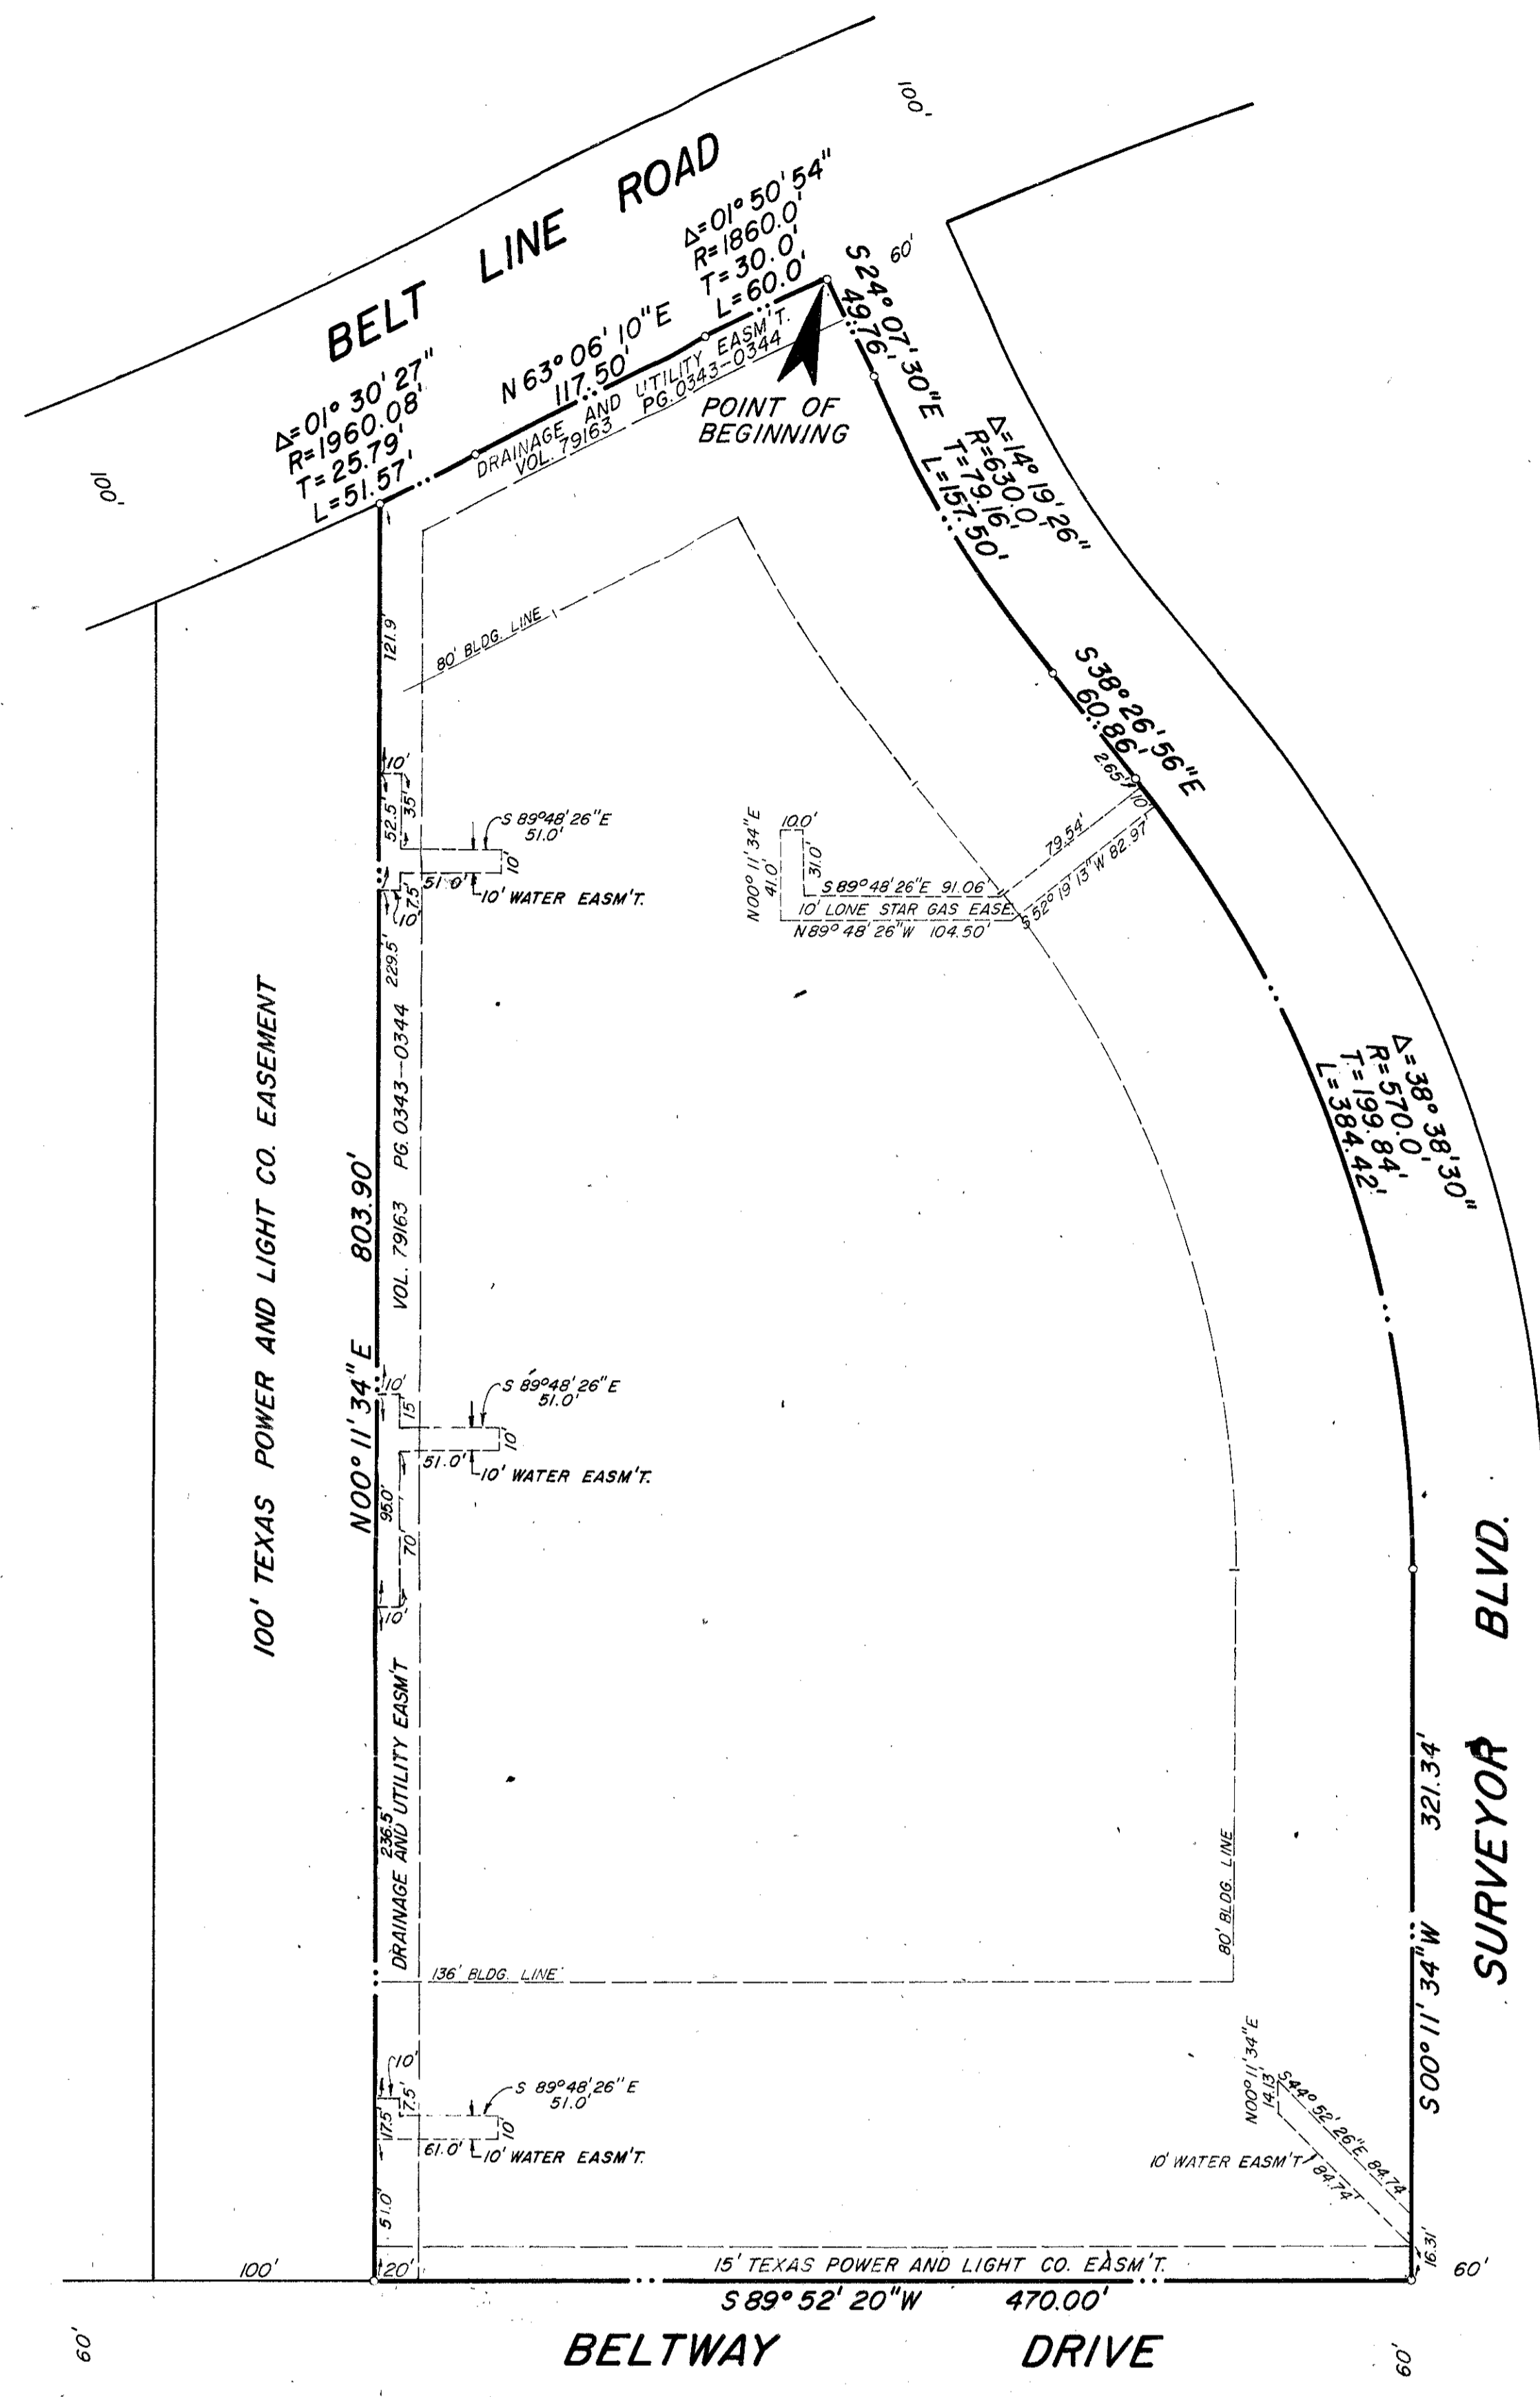 100'
BELT LINE ROAD
Δ=01° 50' 54"
R=1860.0'
T=30.0'
L=60.0'
60'
S24° 07' 30"E
49.76'
N 63° 06' 10"E
117.50'
DRAINAGE AND UTILITY EASM'T.
VOL. 79163 PG.0343-0344
POINT OF
BEGINNING
Δ=01° 30' 27"
R=1960.08'
T=25.79'
L=51.57'
100'
Δ=14° 19' 26"
R=630.0'
T=79.16'
L=157.50'
121.9'
80' BLDG. LINE
S38° 26' 56"E
60.86'
2.65'
10'
79.54'
S 52° 19' 13" W 82.97'
10'
52.5'
35'
S 89°48' 26"E
51.0'
10'
51.0'
10' WATER EASM'T.
7.5'
10'
229.5'
N00° 11' 34"E
41.0'
10.0'
31.0'
S 89°48' 26"E 91.06'
10' LONE STAR GAS EASE.
N89° 48' 26"W 104.50'
100' TEXAS POWER AND LIGHT CO. EASEMENT
N00° 11' 34" E 803.90'
DRAINAGE AND UTILITY EASM'T VOL. 79163 PG.0343--0344
Δ=38° 38' 30"
R=570.0'
T=199.84'
L=384.42'
10'
15'
S 89°48' 26"E
51.0'
10'
51.0'
10' WATER EASM'T.
95.0'
70'
10'
236.5'
SURVEYOR BLVD.
321.34'
S00° 11' 34"W
80' BLDG. LINE
136' BLDG. LINE
10'
7.5'
17.5'
S 89°48' 26" E
51.0'
10'
61.0'
10' WATER EASM'T.
51.0'
N00° 11' 34"E
14.13'
S44° 52' 26"E 84.74
10' WATER EASM'T
84.74'
16.31'
60'
100'
20'
15' TEXAS POWER AND LIGHT CO. EASM'T.
S 89° 52' 20"W 470.00'
60'
BELTWAY DRIVE
60'